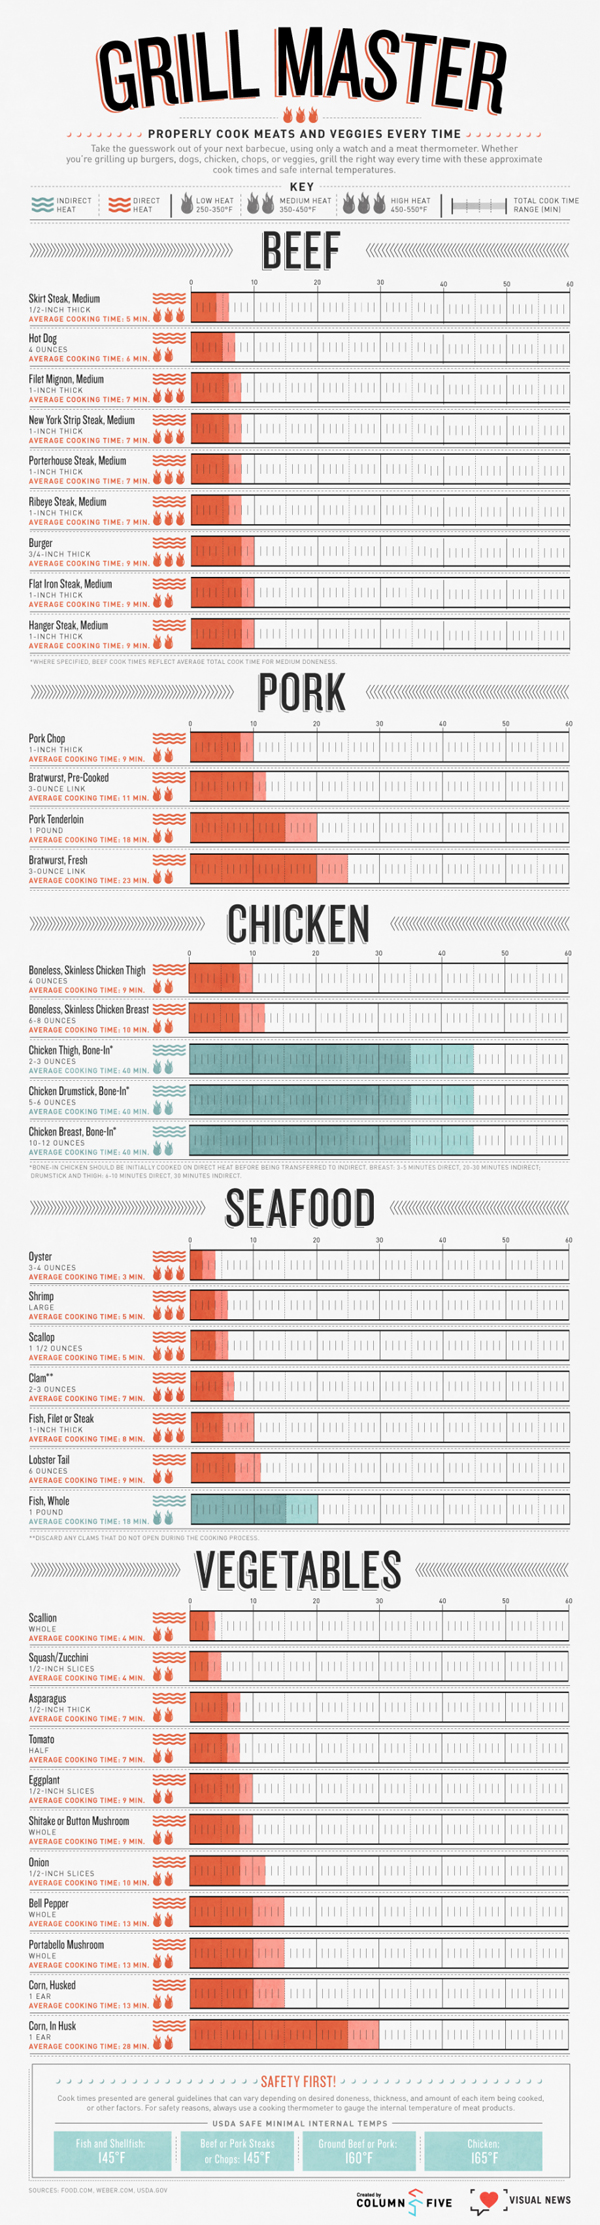 GRILL MASTER
PROPERLY COOK MEATS AND VEGGIES EVERY TIME
Take the guesswork out of your next barbecue, using only a watch and a meat thermometer. Whether
you're grilling up burgers, dogs, chicken, chops, or veggies, grill the right way every time with these approximate
cook times and safe internal temperatures.
KEY
INDIRECT HEAT
DIRECT HEAT
LOW HEAT 250-350°F
MEDIUM HEAT 350-450°F
HIGH HEAT 450-550°F
TOTAL COOK TIME RANGE (MIN)
BEEF
0 10 20 30 40 50 60
Skirt Steak, Medium
1/2-INCH THICK
AVERAGE COOKING TIME: 5 MIN.
Hot Dog
4 OUNCES
AVERAGE COOKING TIME: 6 MIN.
Filet Mignon, Medium
1-INCH THICK
AVERAGE COOKING TIME: 7 MIN.
New York Strip Steak, Medium
1-INCH THICK
AVERAGE COOKING TIME: 7 MIN.
Porterhouse Steak, Medium
1-INCH THICK
AVERAGE COOKING TIME: 7 MIN.
Ribeye Steak, Medium
1-INCH THICK
AVERAGE COOKING TIME: 7 MIN.
Burger
3/4-INCH THICK
AVERAGE COOKING TIME: 9 MIN.
Flat Iron Steak, Medium
1-INCH THICK
AVERAGE COOKING TIME: 9 MIN.
Hanger Steak, Medium
1-INCH THICK
AVERAGE COOKING TIME: 9 MIN.
*WHERE SPECIFIED, BEEF COOK TIMES REFLECT AVERAGE TOTAL COOK TIME FOR MEDIUM DONENESS.
PORK
0 10 20 30 40 50 60
Pork Chop
1-INCH THICK
AVERAGE COOKING TIME: 9 MIN.
Bratwurst, Pre-Cooked
3-OUNCE LINK
AVERAGE COOKING TIME: 11 MIN.
Pork Tenderloin
1 POUND
AVERAGE COOKING TIME: 18 MIN.
Bratwurst, Fresh
3-OUNCE LINK
AVERAGE COOKING TIME: 23 MIN.
CHICKEN
0 10 20 30 40 50 60
Boneless, Skinless Chicken Thigh
4 OUNCES
AVERAGE COOKING TIME: 9 MIN.
Boneless, Skinless Chicken Breast
6-8 OUNCES
AVERAGE COOKING TIME: 10 MIN.
Chicken Thigh, Bone-In*
2-3 OUNCES
AVERAGE COOKING TIME: 40 MIN.
Chicken Drumstick, Bone-In*
5-6 OUNCES
AVERAGE COOKING TIME: 40 MIN.
Chicken Breast, Bone-In*
10-12 OUNCES
AVERAGE COOKING TIME: 40 MIN.
*BONE-IN CHICKEN SHOULD BE INITIALLY COOKED ON DIRECT HEAT BEFORE BEING TRANSFERRED TO INDIRECT. BREAST: 3-5 MINUTES DIRECT, 20-30 MINUTES INDIRECT;
DRUMSTICK AND THIGH: 6-10 MINUTES DIRECT, 30 MINUTES INDIRECT.
SEAFOOD
0 10 20 30 40 50 60
Oyster
3-4 OUNCES
AVERAGE COOKING TIME: 3 MIN.
Shrimp
LARGE
AVERAGE COOKING TIME: 5 MIN.
Scallop
1 1/2 OUNCES
AVERAGE COOKING TIME: 5 MIN.
Clam**
2-3 OUNCES
AVERAGE COOKING TIME: 7 MIN.
Fish, Filet or Steak
1-INCH THICK
AVERAGE COOKING TIME: 8 MIN.
Lobster Tail
6 OUNCES
AVERAGE COOKING TIME: 9 MIN.
Fish, Whole
1 POUND
AVERAGE COOKING TIME: 18 MIN.
**DISCARD ANY CLAMS THAT DO NOT OPEN DURING THE COOKING PROCESS.
VEGETABLES
0 10 20 30 40 50 60
Scallion
WHOLE
AVERAGE COOKING TIME: 4 MIN.
Squash/Zucchini
1/2-INCH SLICES
AVERAGE COOKING TIME: 4 MIN.
Asparagus
1/2-INCH THICK
AVERAGE COOKING TIME: 7 MIN.
Tomato
HALF
AVERAGE COOKING TIME: 7 MIN.
Eggplant
1/2-INCH SLICES
AVERAGE COOKING TIME: 9 MIN.
Shitake or Button Mushroom
WHOLE
AVERAGE COOKING TIME: 9 MIN.
Onion
1/2-INCH SLICES
AVERAGE COOKING TIME: 10 MIN.
Bell Pepper
WHOLE
AVERAGE COOKING TIME: 13 MIN.
Portabello Mushroom
WHOLE
AVERAGE COOKING TIME: 13 MIN.
Corn, Husked
1 EAR
AVERAGE COOKING TIME: 13 MIN.
Corn, In Husk
1 EAR
AVERAGE COOKING TIME: 28 MIN.
SAFETY FIRST!
Cook times presented are general guidelines that can vary depending on desired doneness, thickness, and amount of each item being cooked,
or other factors. For safety reasons, always use a cooking thermometer to gauge the internal temperature of meat products.
USDA SAFE MINIMAL INTERNAL TEMPS
Fish and Shellfish:
145°F
Beef or Pork Steaks
or Chops: 145°F
Ground Beef or Pork:
160°F
Chicken:
165°F
SOURCES: FOOD.COM, WEBER.COM, USDA.GOV
Created by
COLUMN FIVE
VISUAL NEWS